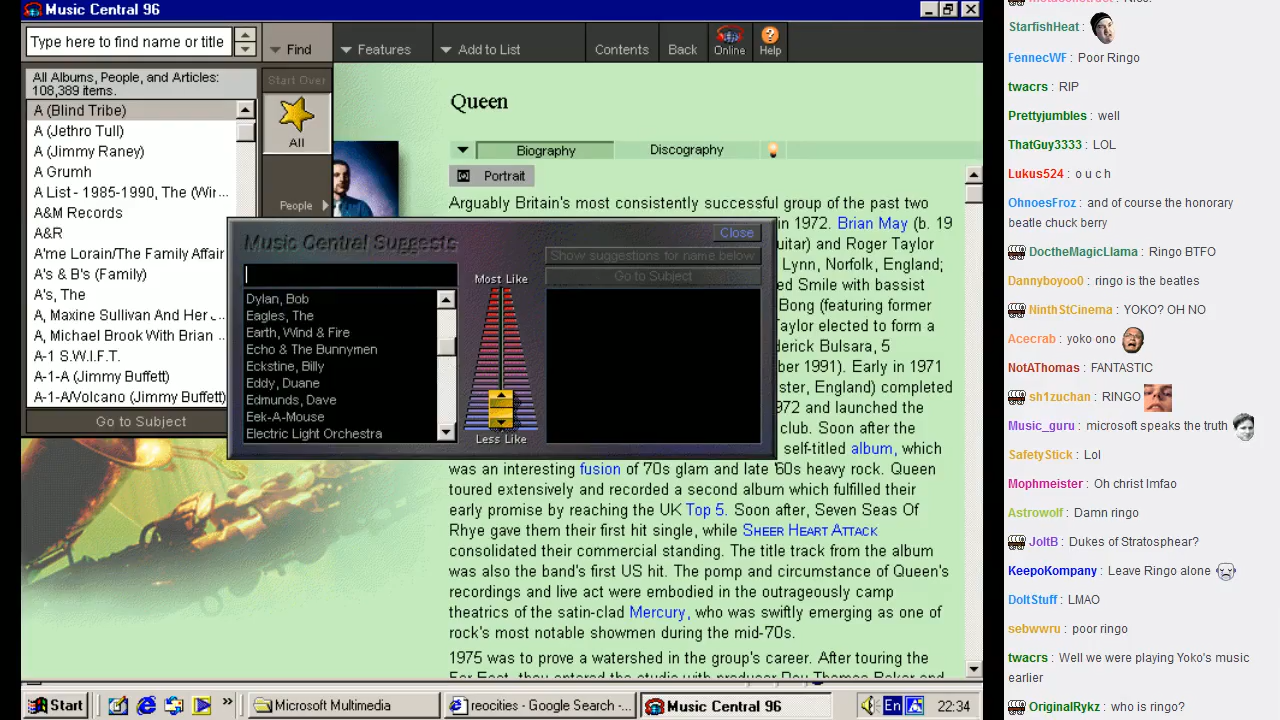 Music Central 96
Type here to find name or title
Find
Features
Add to List
Contents
Back
Online
Help
All Albums, People, and Articles:
108,389 items.
Start Over
A (Blind Tribe)
A (Jethro Tull)
A (Jimmy Raney)
A Grumh
A List - 1985-1990, The (Wir...
A&M Records
A&R
A'me Lorain/The Family Affair
A's & B's (Family)
A's, The
A, Maxine Sullivan And Her
A, Michael Brook With Brian ...
A-1 S.W.I.F.T.
A-1-A (Jimmy Buffett)
A-1-A/Volcano (Jimmy Buffett)
Go to Subject
All
People
Queen
Biography
Discography
Portrait
Arguably Britain's most consistently successful group of the past two
in 1972. Brian May (b. 19
uitar) and Roger Taylor
Lynn, Norfolk, England;
ed Smile with bassist
Bong (featuring former
aylor elected to form a
derick Bulsara, 5
ber 1991). Early in 1971
ster, England) completed
972 and launched the
club. Soon after the
self-titled album, which
was an interesting fusion of '70s glam and late '60s heavy rock. Queen
toured extensively and recorded a second album which fulfilled their
early promise by reaching the UK Top 5. Soon after, Seven Seas Of
Rhye gave them their first hit single, while SHEER HEART ATTACK
consolidated their commercial standing. The title track from the album
was also the band's first US hit. The pomp and circumstance of Queen's
recordings and live act were embodied in the outrageously camp
theatrics of the satin-clad Mercury, who was swiftly emerging as one of
rock's most notable showmen during the mid-70s.
1975 was to prove a watershed in the group's career. After touring the
Far East, they entered the studio with producer Roy Thomas Baker and
Music Central Suggests
Close
Show suggestions for name below
Go to Subject
Most Like
Less Like
Dylan, Bob
Eagles, The
Earth, Wind & Fire
Echo & The Bunnymen
Eckstine, Billy
Eddy, Duane
Edmunds, Dave
Eek-A-Mouse
Electric Light Orchestra
Start
»
Microsoft Multimedia
reocities - Google Search -...
Music Central 96
En
22:34
StarfishHeat :
FennecWF : Poor Ringo
twacrs : RIP
Prettyjumbles : well
ThatGuy3333 : LOL
Lukus524 : o u c h
OhnoesFroz : and of course the honorary
beatle chuck berry
DoctheMagicLlama : Ringo BTFO
Dannyboyoo0 : ringo is the beatles
NinthStCinema : YOKO? OH NO
Acecrab : yoko ono
NotAThomas : FANTASTIC
sh1zuchan : RINGO
Music_guru : microsoft speaks the truth
SafetyStick : Lol
Mophmeister : Oh christ lmfao
Astrowolf : Damn ringo
JoltB : Dukes of Stratosphear?
KeepoKompany : Leave Ringo alone
DoItStuff : LMAO
sebwwru : poor ringo
twacrs : Well we were playing Yoko's music
earlier
OriginalRykz : who is ringo?